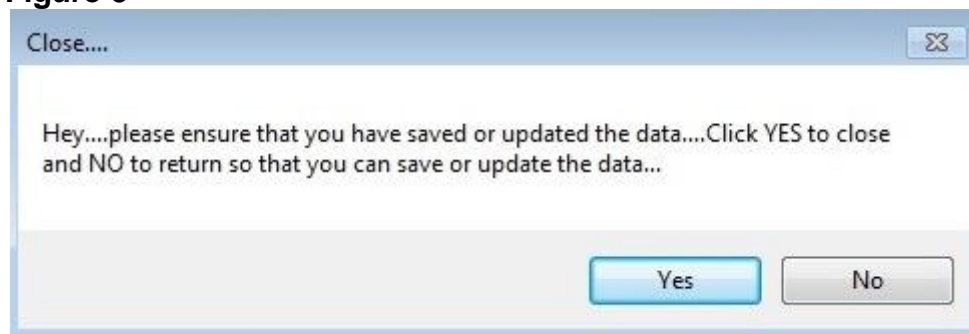 Close....
Hey....please ensure that you have saved or updated the data....Click YES to close
and NO to return so that you can save or update the data...
Yes
No